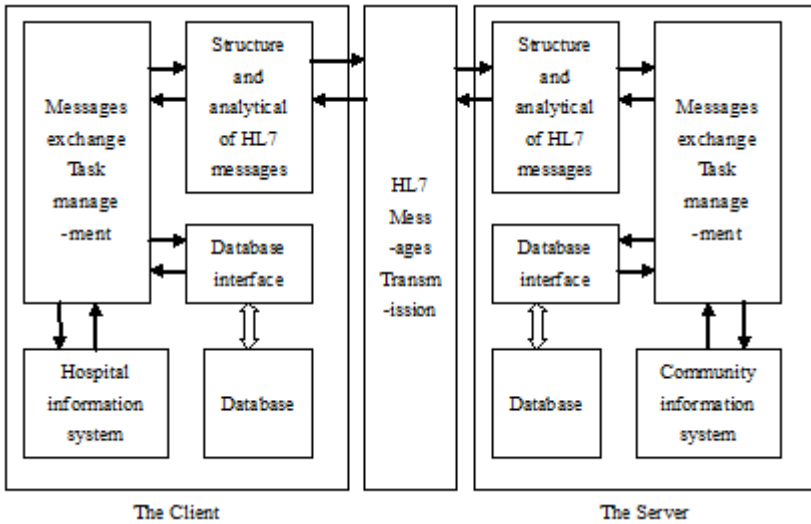 Messages
exchange
Task
manage
-ment
Structure
and
analytical
of HL7
messages
Database
interface
Hospital
information
system
Database
HL7
Mess
-ages
Transm
-ission
Structure
and
analytical
of HL7
messages
Messages
exchange
Task
manage
-ment
Database
interface
Database
Community
information
system
The Client
The Server